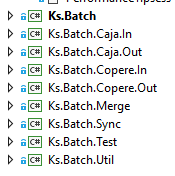 C# Ks.Batch
C# Ks.Batch.Caja.In
C# Ks.Batch.Caja.Out
C# Ks.Batch.Copere.In
C# Ks.Batch.Copere.Out
C# Ks.Batch.Merge
C# Ks.Batch.Sync
C# Ks.Batch.Test
C# Ks.Batch.Util